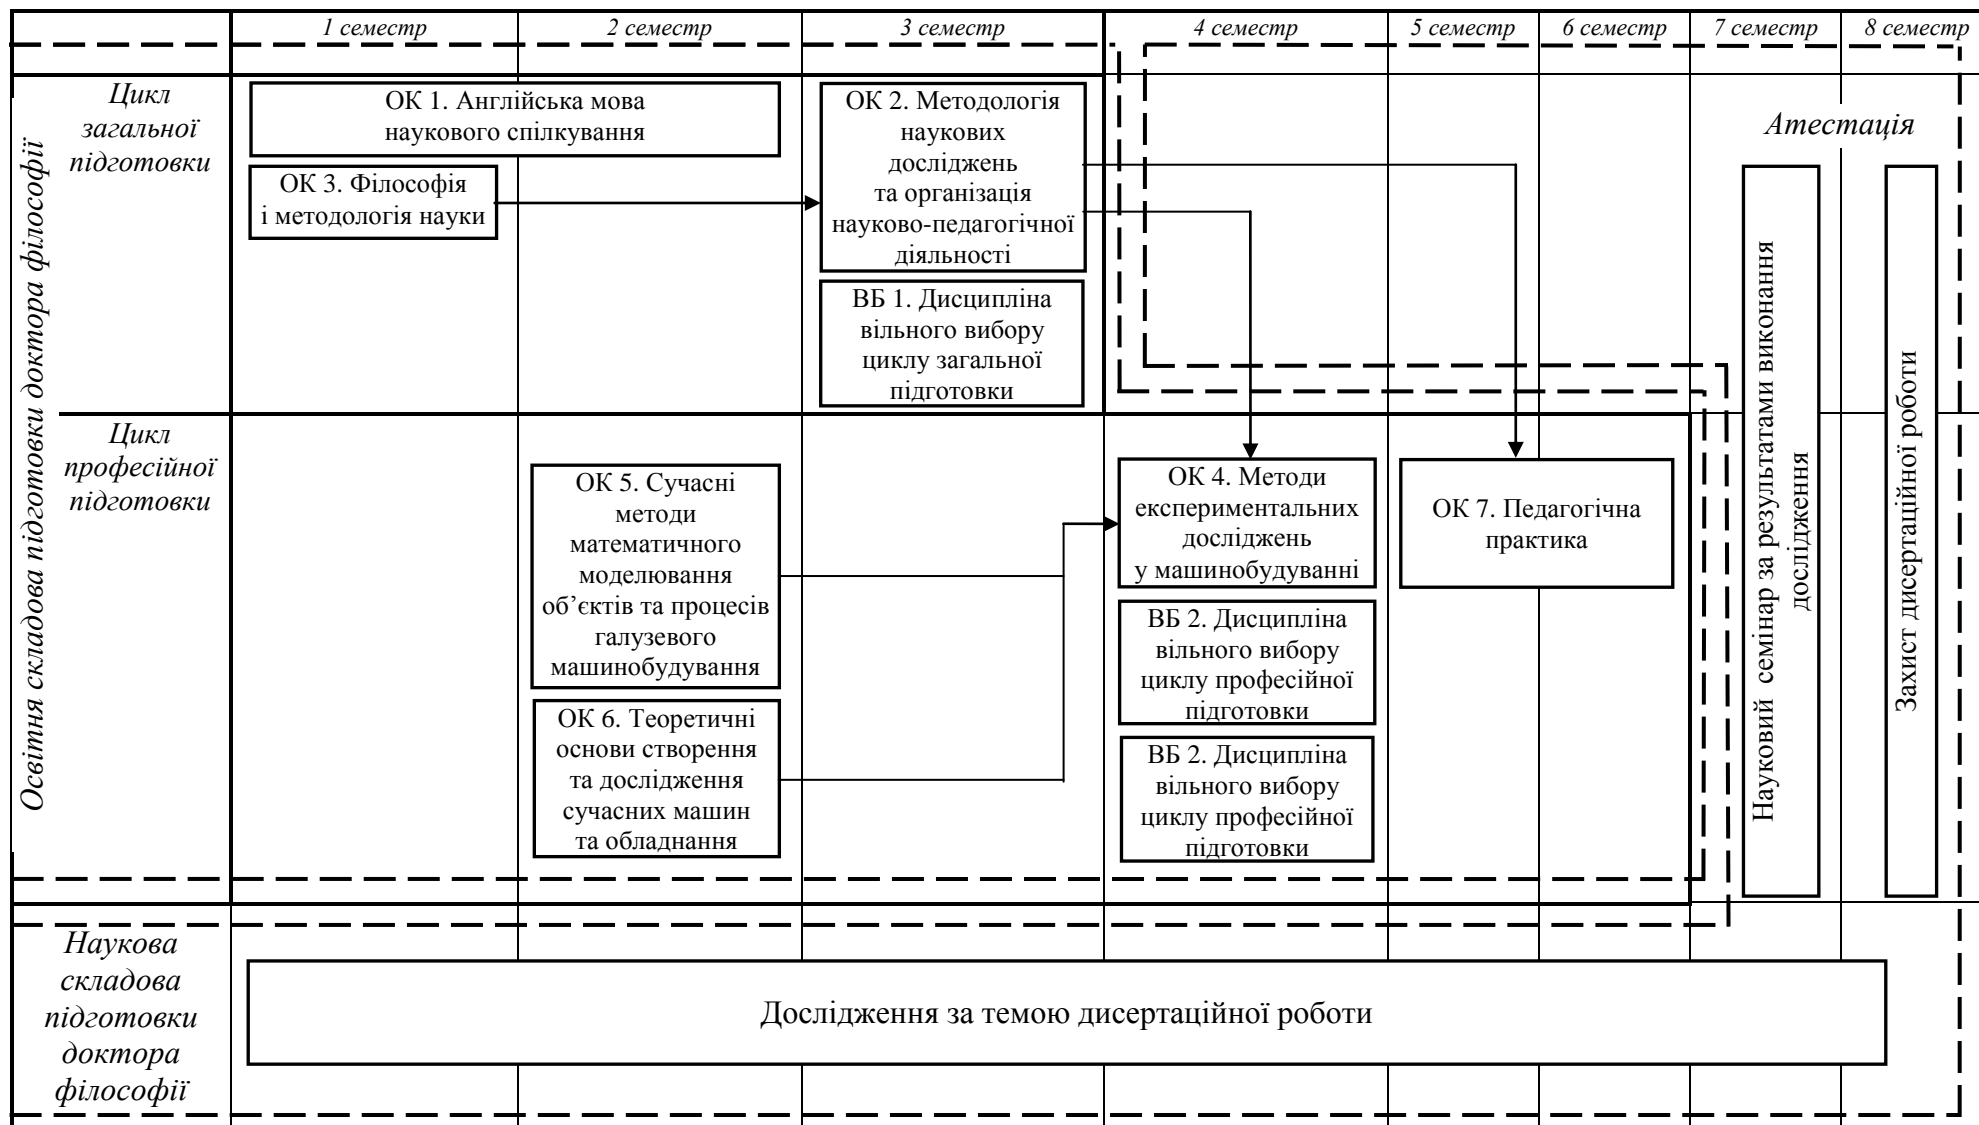 1 семестр
2 семестр
3 семестр
4 семестр
5 семестр
6 семестр
7 семестр
8 семестр
Освітня складова підготовки доктора філософії
Цикл
загальної
підготовки
ОК 1. Англійська мова
наукового спілкування
ОК 3. Філософія
і методологія науки
ОК 2. Методологія
наукових
досліджень
та організація
науково-педагогічної
діяльності
ВБ 1. Дисципліна
вільного вибору
циклу загальної
підготовки
Атестація
Науковий семінар за результатами виконання
дослідження
Захист дисертаційної роботи
Цикл
професійної
підготовки
ОК 5. Сучасні
методи
математичного
моделювання
об’єктів та процесів
галузевого
машинобудування
ОК 6. Теоретичні
основи створення
та дослідження
сучасних машин
та обладнання
ОК 4. Методи
експериментальних
досліджень
у машинобудуванні
ВБ 2. Дисципліна
вільного вибору
циклу професійної
підготовки
ВБ 2. Дисципліна
вільного вибору
циклу професійної
підготовки
ОК 7. Педагогічна
практика
Наукова
складова
підготовки
доктора
філософії
Дослідження за темою дисертаційної роботи